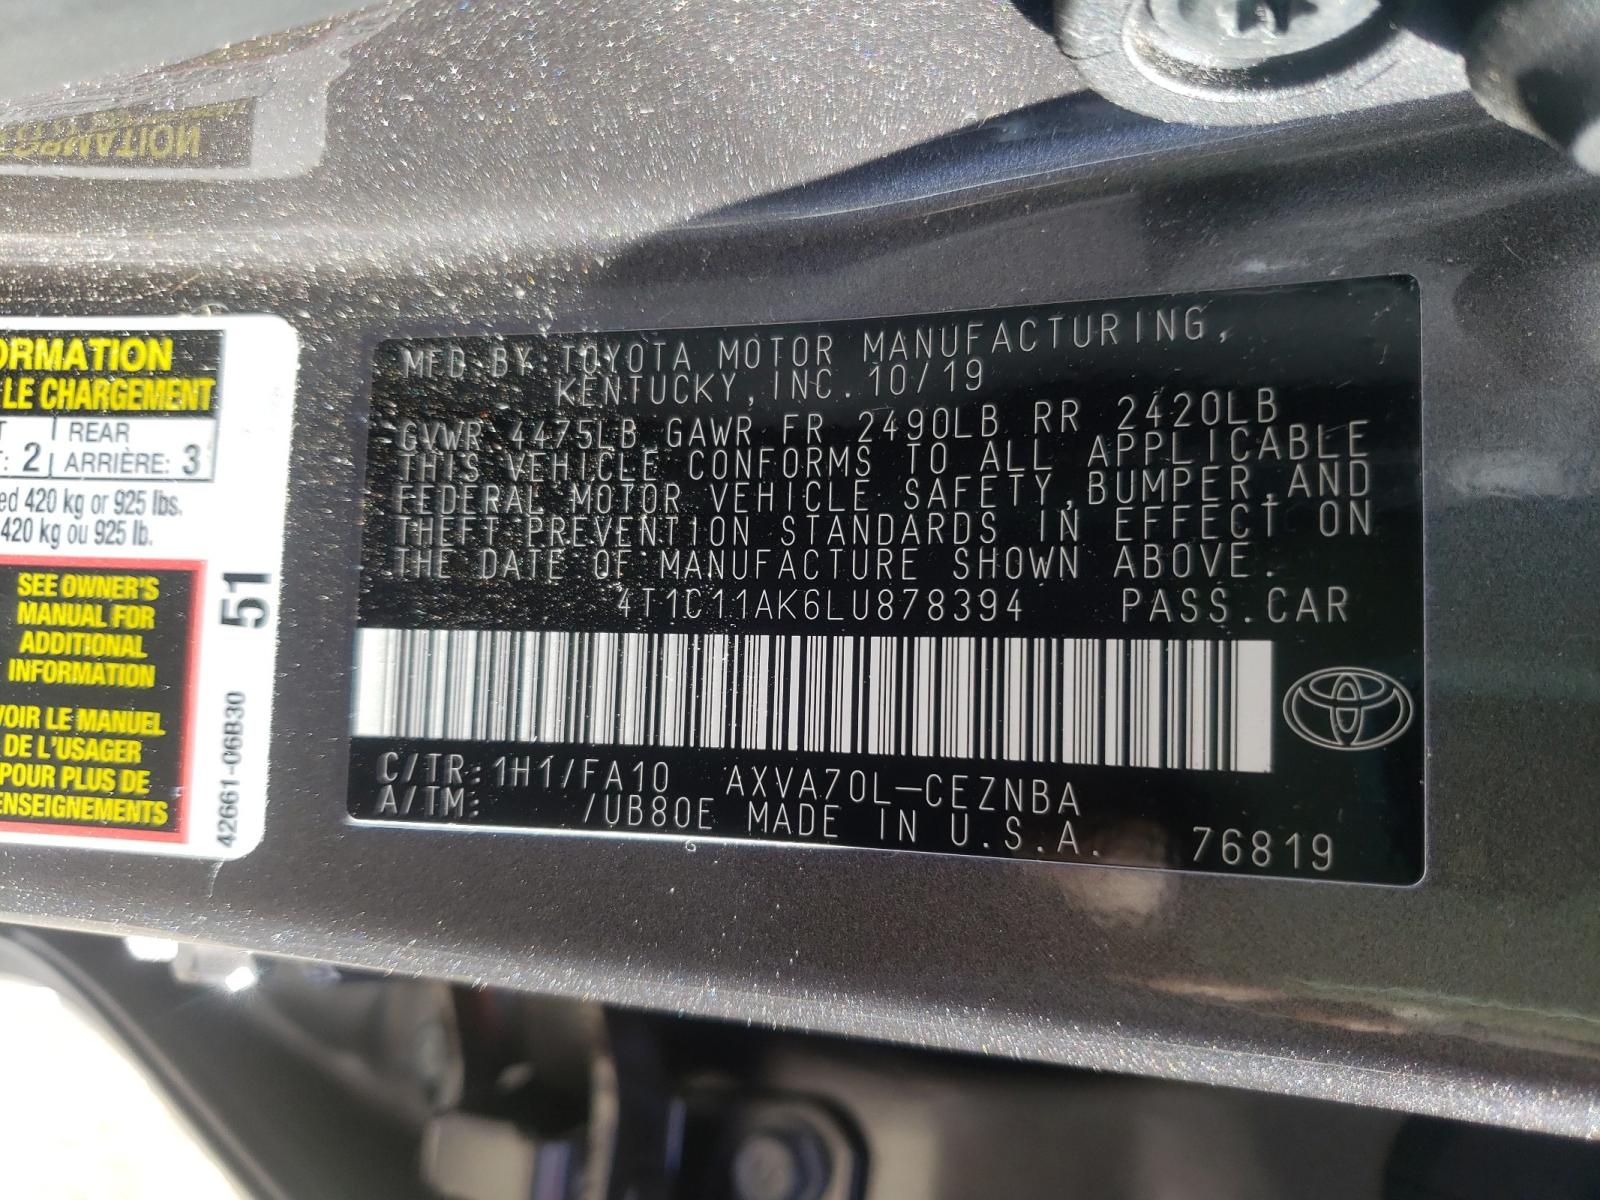 ORMATION
LE CHARGEMENT
REAR
: 2 ARRIÈRE: 3
ed 420 kg or 925 lbs.
420 kg ou 925 lb.
SEE OWNER'S
MANUAL FOR
ADDITIONAL
INFORMATION
VOIR LE MANUEL
DE L'USAGER
POUR PLUS DE
ENSEIGNEMENTS
51
42661-06B30
MFD BY TOYOTA MOTOR MANUFACTURING,
KENTUCKY, INC. 10/19
GVWR 4475LB GAWR FR 2490LB RR 2420LB
THIS VEHICLE CONFORMS TO ALL APPLICABLE
FEDERAL MOTOR VEHICLE SAFETY, BUMPER, AND
THEFT PREVENTION STANDARDS IN EFFECT ON
THE DATE OF MANUFACTURE SHOWN ABOVE.
4T1C11AK6LU878394 PASS. CAR
C/TR: 1H1/FA10 AXVA70L-CEZNBA
A/TM: /UB80E MADE IN U.S.A. 76819